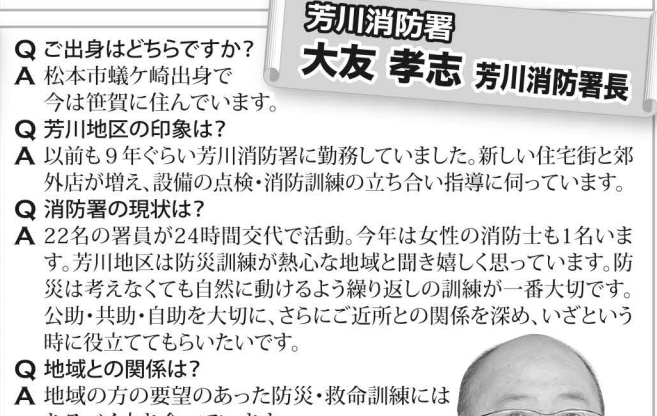 芳川消防署
大友 孝志 芳川消防署長
Q ご出身はどちらですか?
A 松本市蟻ケ崎出身で
今は笹賀に住んでいます。
Q 芳川地区の印象は?
A 以前も9年ぐらい芳川消防署に勤務していました。新しい住宅街と郊
外店が増え、設備の点検・消防訓練の立ち合い指導に伺っています。
Q 消防署の現状は?
A 22名の署員が24時間交代で活動。今年は女性の消防士も1名いま
す。芳川地区は防災訓練が熱心な地域と聞き嬉しく思っています。防
災は考えなくても自然に動けるよう繰り返しの訓練が一番大切です。
公助・共助・自助を大切に、さらにご近所との関係を深め、いざという
時に役立ててもらいたいです。
Q 地域との関係は?
A 地域の方の要望のあった防災・救命訓練には